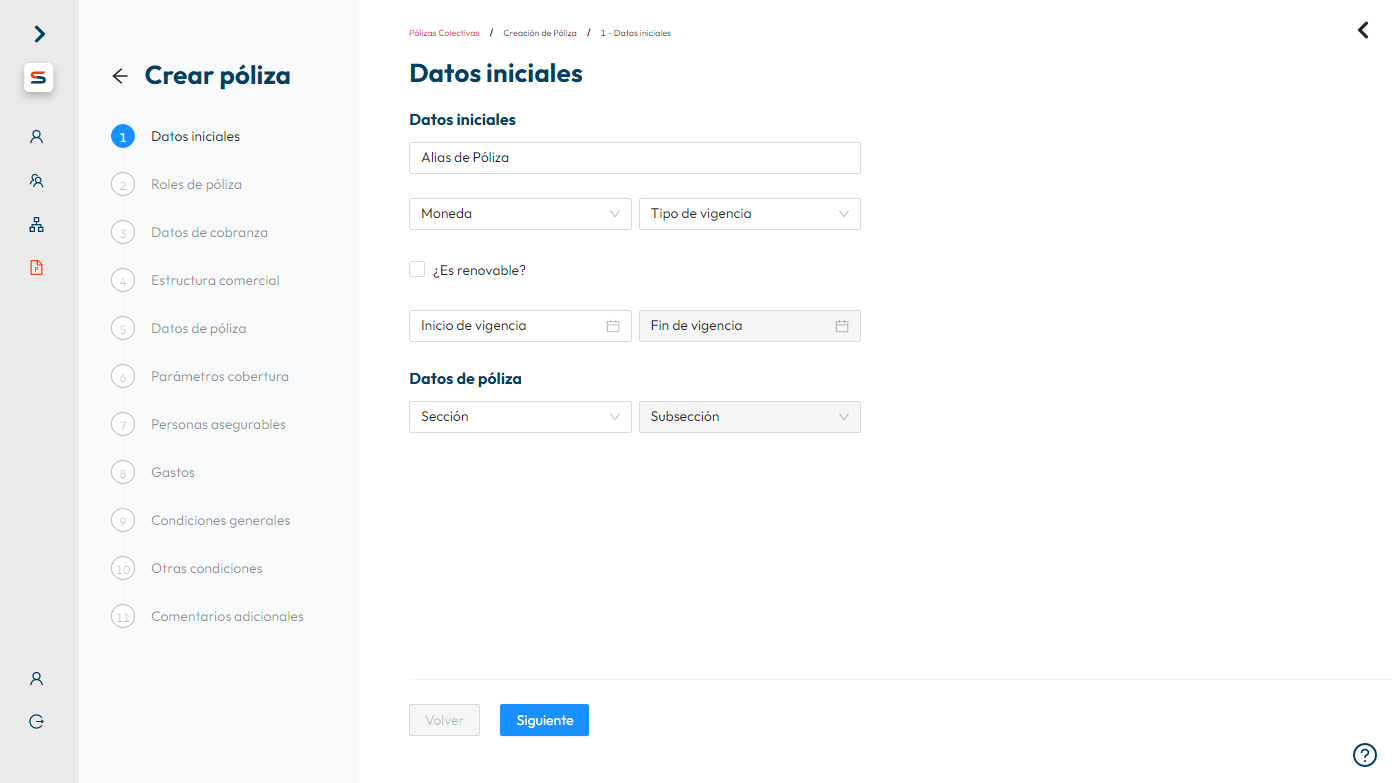 Pólizas Colectivas / Creación de Póliza / 1 - Datos iniciales
Crear póliza
1 Datos iniciales
2 Roles de póliza
3 Datos de cobranza
4 Estructura comercial
5 Datos de póliza
6 Parámetros cobertura
7 Personas asegurables
8 Gastos
9 Condiciones generales
10 Otras condiciones
11 Comentarios adicionales
Datos iniciales
Datos iniciales
Alias de Póliza
Moneda Tipo de vigencia
¿Es renovable?
Inicio de vigencia Fin de vigencia
Datos de póliza
Sección Subsección
Volver Siguiente
?